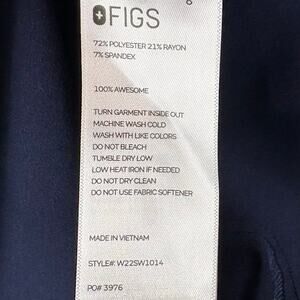 FIGS
72% POLYESTER 21% RAYON
7% SPANDEX
100% AWESOME
TURN GARMENT INSIDE OUT
MACHINE WASH COLD
WASH WITH LIKE COLORS
DO NOT BLEACH
TUMBLE DRY LOW
LOW HEAT IRON IF NEEDED
DO NOT DRY CLEAN
DO NOT USE FABRIC SOFTENER
MADE IN VIETNAM
STYLE#: W22SW1014
PO# 3976